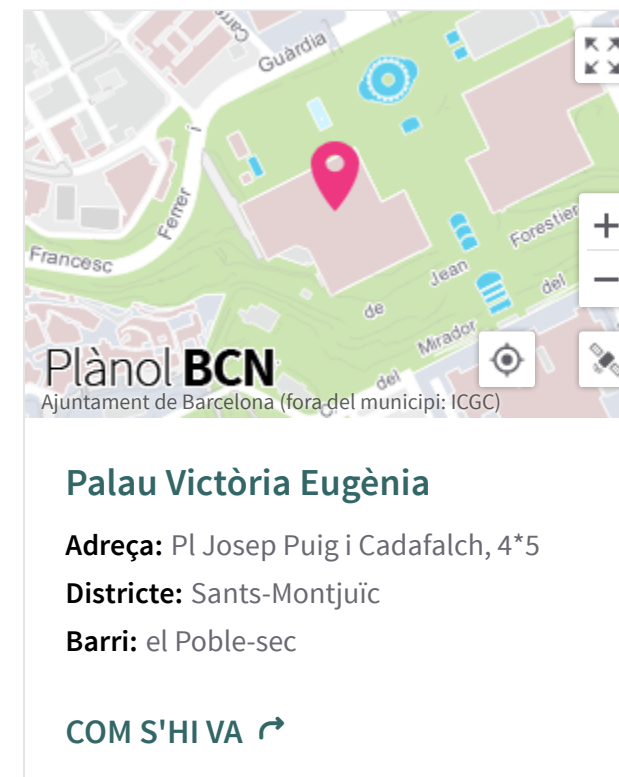 Carrer
Guàrdia
i
Ferrer
Francesc
Forestier
Jean
de
del
Mirador
del
Plànol BCN
Ajuntament de Barcelona (fora del municipi: ICGC)
Palau Victòria Eugènia
Adreça: Pl Josep Puig i Cadafalch, 4*5
Districte: Sants-Montjuïc
Barri: el Poble-sec
COM S'HI VA